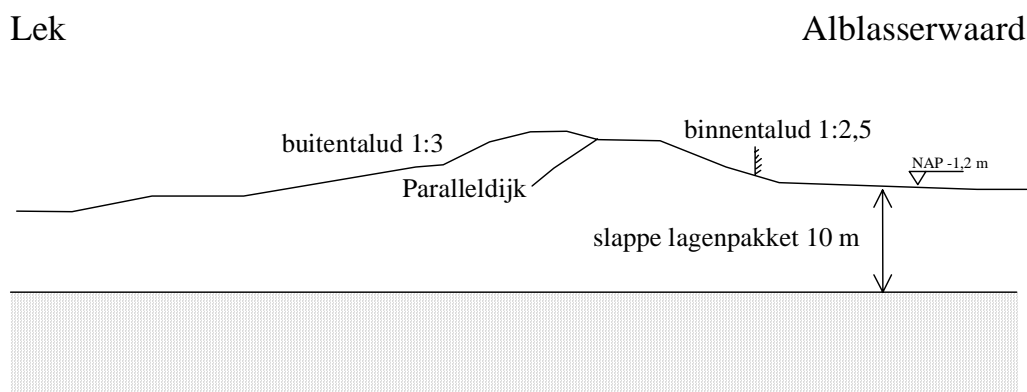 Lek
Alblasserwaard
buitentalud 1:3
binnentalud 1:2,5
NAP -1,2 m
Paralleldijk
slappe lagenpakket 10 m